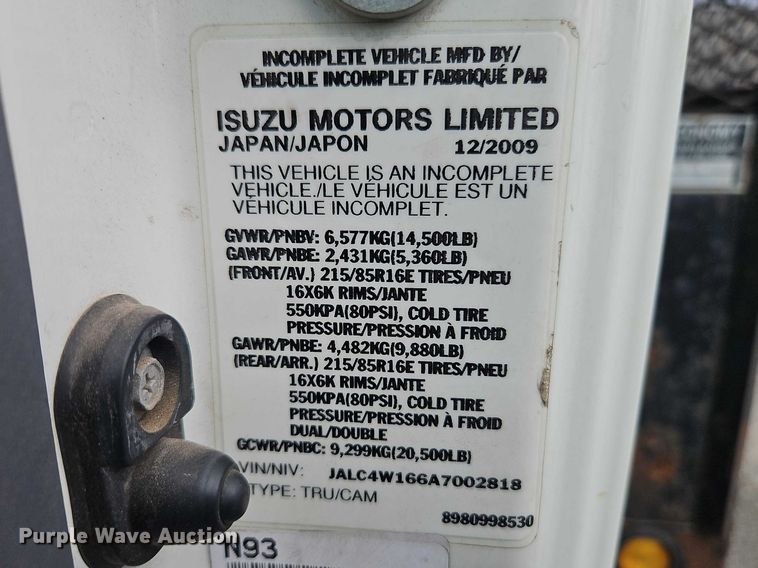 INCOMPLETE VEHICLE MFD BY/
VÉHICULE INCOMPLET FABRIQUÉ PAR
ISUZU MOTORS LIMITED
JAPAN/JAPON 12/2009
THIS VEHICLE IS AN INCOMPLETE
VEHICLE./LE VÉHICULE EST UN
VÉHICULE INCOMPLET.
GVWR/PNBV: 6,577KG(14,500LB)
GAWR/PNBE: 2,431KG(5,360LB)
(FRONT/AV.) 215/85R16E TIRES/PNEU
16X6K RIMS/JANTE
550KPA(80PSI), COLD TIRE
PRESSURE/PRESSION À FROID
GAWR/PNBE: 4,482KG(9,880LB)
(REAR/ARR.) 215/85R16E TIRES/PNEU
16X6K RIMS/JANTE
550KPA(80PSI), COLD TIRE
PRESSURE/PRESSION À FROID
DUAL/DOUBLE
GCWR/PNBC: 9,299KG(20,500LB)
VIN/NIV: JALC4W166A7002818
TYPE: TRU/CAM
8980998530
N93
Purple Wave Auction